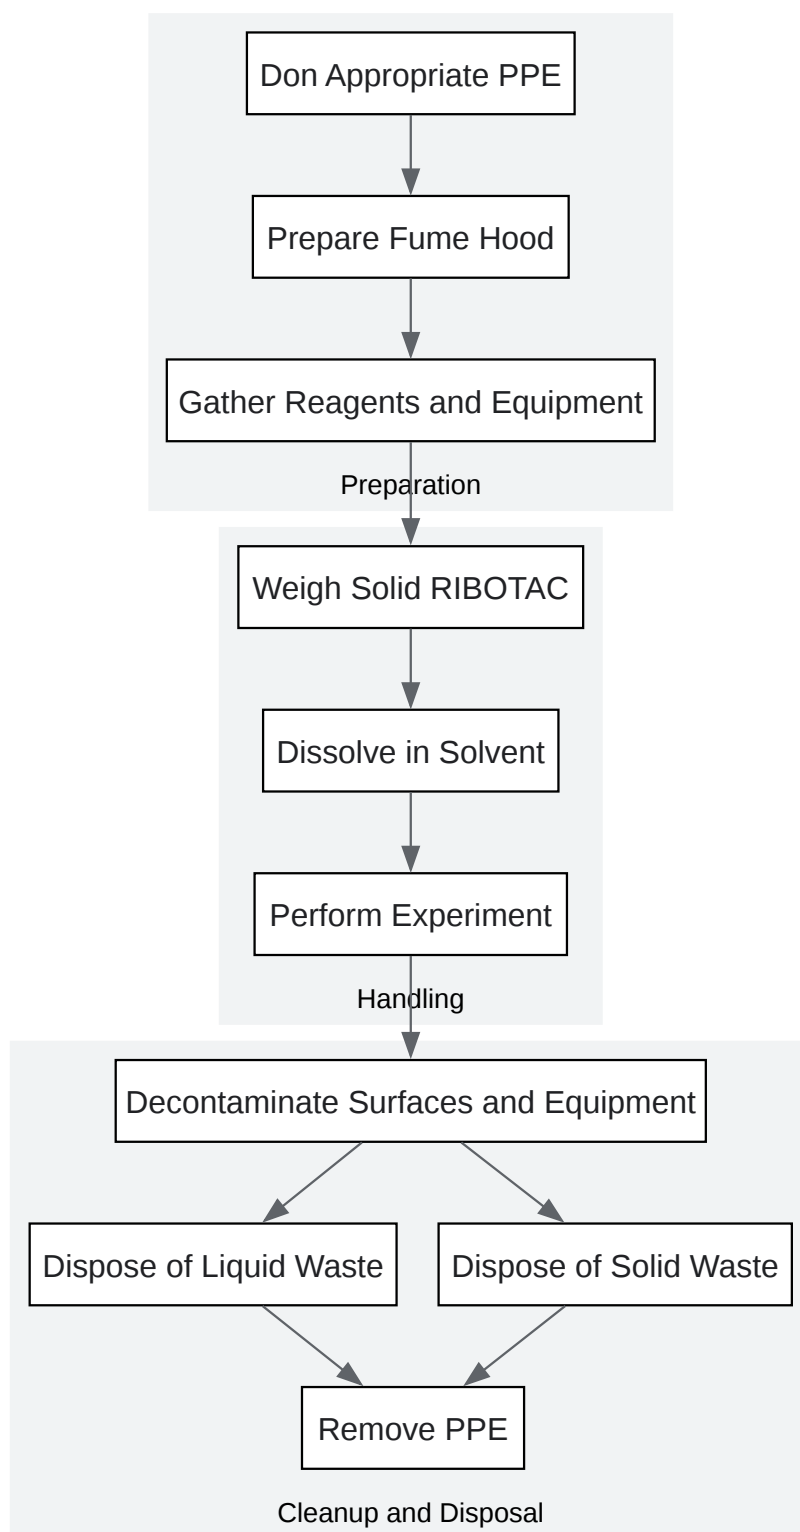 Don Appropriate PPE
Prepare Fume Hood
Gather Reagents and Equipment
Preparation
Weigh Solid RIBOTAC
Dissolve in Solvent
Perform Experiment
Handling
Decontaminate Surfaces and Equipment
Dispose of Liquid Waste
Dispose of Solid Waste
Remove PPE
Cleanup and Disposal